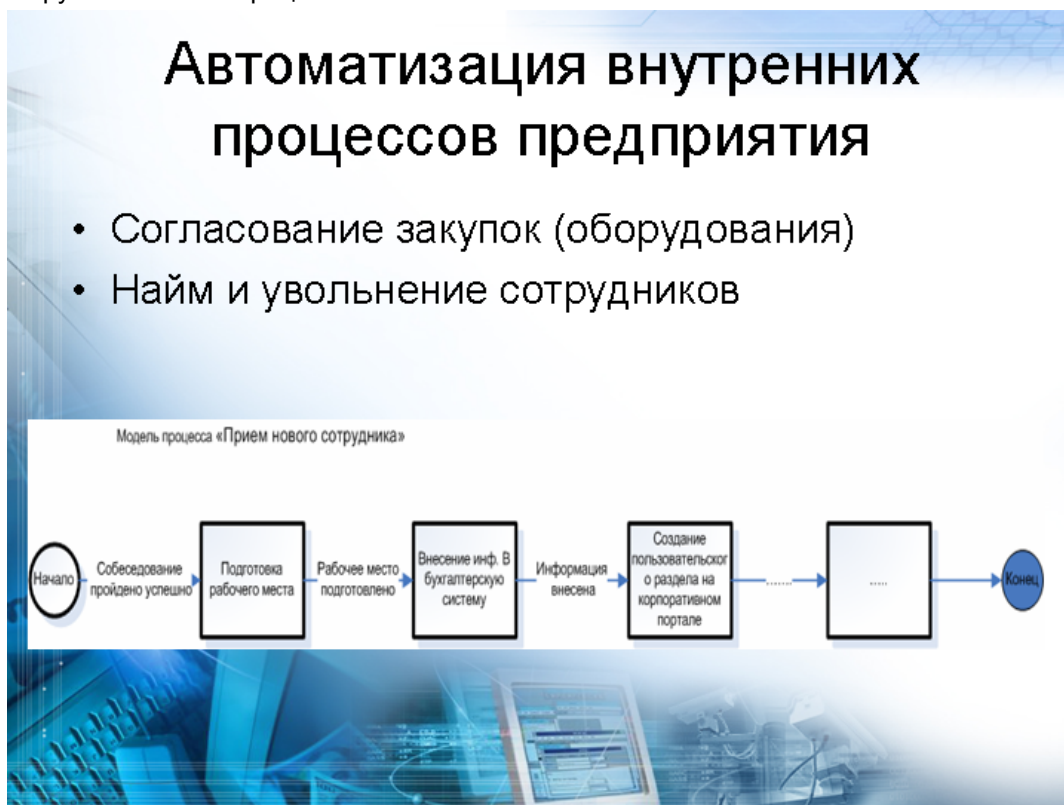 Автоматизация внутренних
процессов предприятия
• Согласование закупок (оборудования)
• Найм и увольнение сотрудников
Модель процесса «Прием нового сотрудника»
Начало
Собеседование
пройдено успешно
Подготовка
рабочего места
Рабочее место
подготовлено
Внесение инф. В
бухгалтерскую
систему
Информация
внесена
Создание
пользовательског
о раздела на
корпоративном
портале
.......
.....
Конец